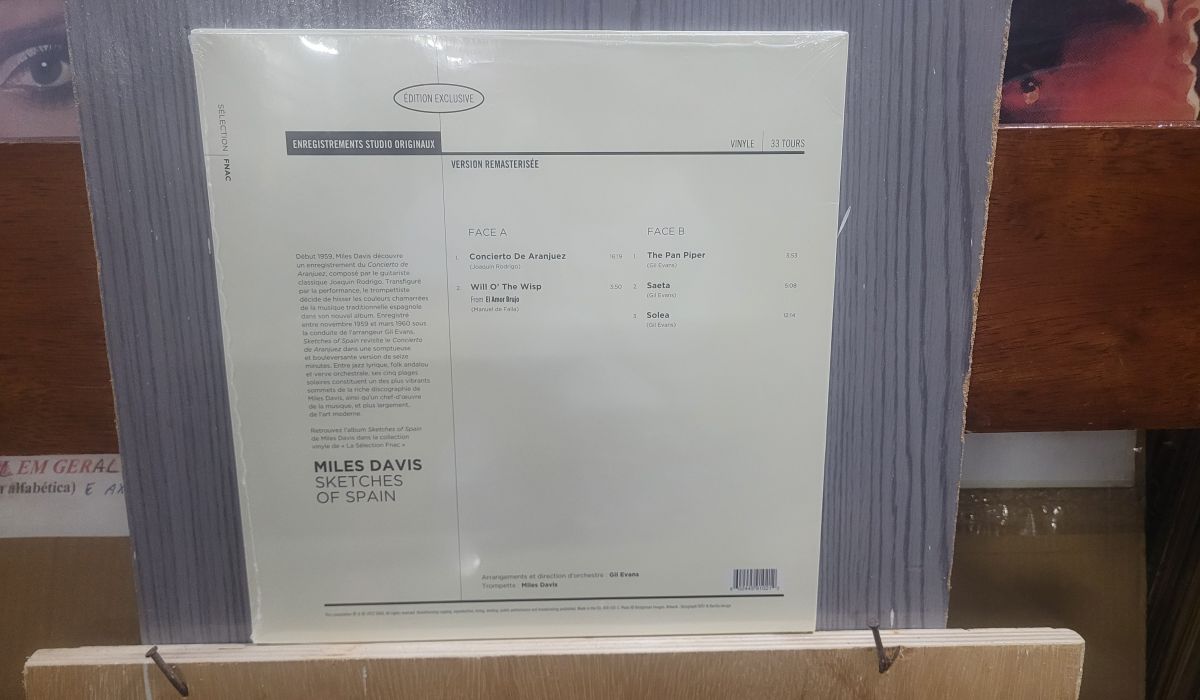 ÉDITION EXCLUSIVE
SÉLECTION | FNAC
ENREGISTREMENTS STUDIO ORIGINAUX
VINYLE | 33 TOURS
VERSION REMASTERISÉE
FACE A
1. Concierto De Aranjuez 16:19
(Joaquin Rodrigo)
2. Will O' The Wisp 3:50
From El Amor Brujo
(Manuel de Falla)
FACE B
1. The Pan Piper 3:53
(Gil Evans)
2. Saeta 5:08
(Gil Evans)
3. Solea 12:14
(Gil Evans)
Début 1959, Miles Davis découvre
un enregistrement du Concierto de
Aranjuez, composé par le guitariste
classique Joaquin Rodrigo. Transfiguré
par la performance, le trompettiste
décide de hisser les couleurs chamarrées
de la musique traditionnelle espagnole
dans son nouvel album. Enregistré
entre novembre 1959 et mars 1960 sous
la conduite de l'arrangeur Gil Evans,
Sketches of Spain revisite le Concierto
de Aranjuez dans une somptueuse
et bouleversante version de seize
minutes. Entre jazz lyrique, folk andalou
et verve orchestrale, ses cinq plages
solaires constituent un des plus vibrants
sommets de la riche discographie de
Miles Davis, ainsi qu'un chef-d'œuvre
de la musique, et plus largement,
de l'art moderne.
Retrouvez l'album Sketches of Spain
de Miles Davis dans la collection
vinyle de « La Sélection Fnac »
MILES DAVIS
SKETCHES
OF SPAIN
Arrangements et direction d'orchestre : Gil Evans
Trompette : Miles Davis
EM GERAL
alfabética) E